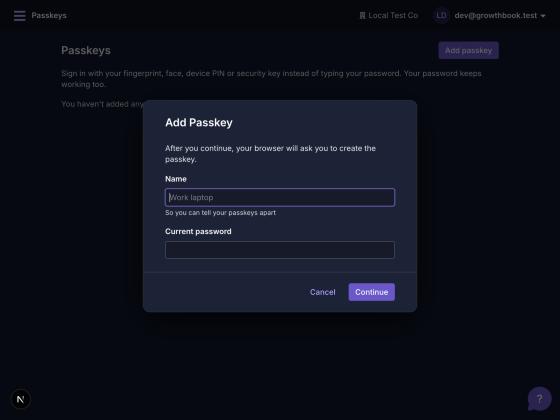 Passkeys
Local Test Co
LD
dev@growthbook.test
Passkeys
Add passkey
Sign in with your fingerprint, face, device PIN or security key instead of typing your password. Your password keeps
working too.
You haven't added any
Add Passkey
After you continue, your browser will ask you to create the
passkey.
Name
Work laptop
So you can tell your passkeys apart
Current password
Cancel
Continue
N
?